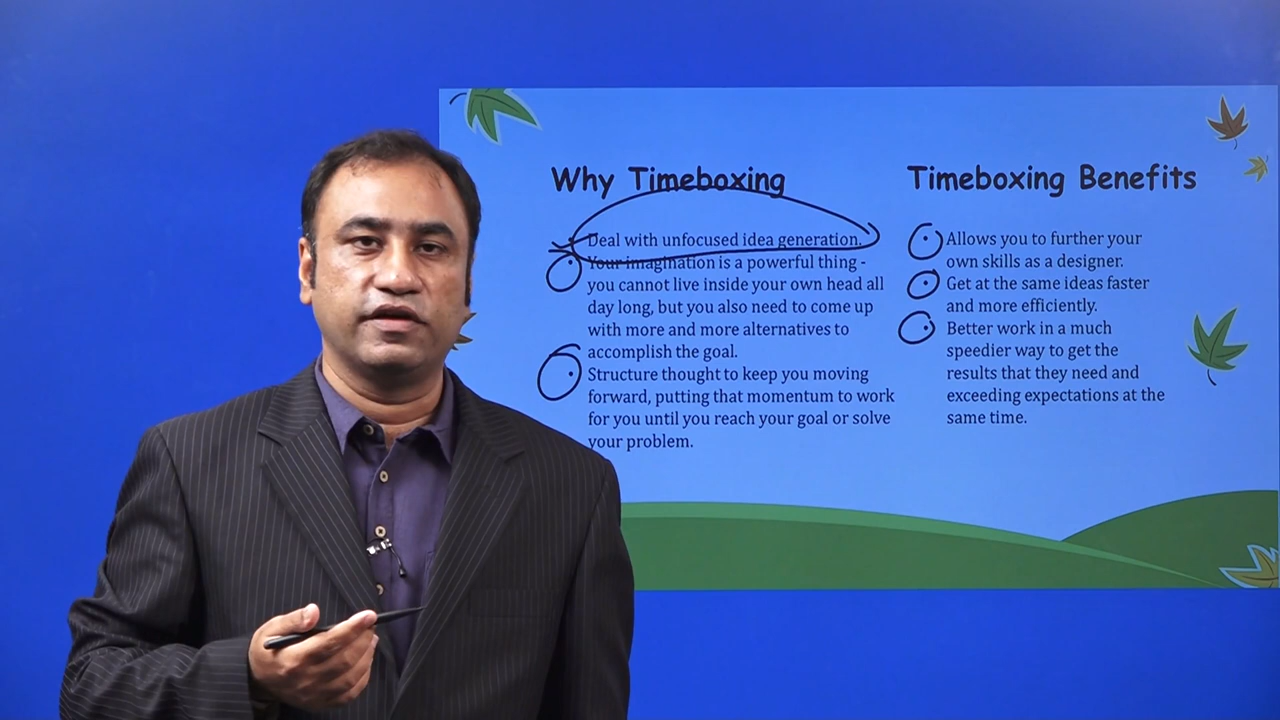 Why Timeboxing
Deal with unfocused idea generation.
Your imagination is a powerful thing -
you cannot live inside your own head all
day long, but you also need to come up
with more and more alternatives to
accomplish the goal.
Structure thought to keep you moving
forward, putting that momentum to work
for you until you reach your goal or solve
your problem.
Timeboxing Benefits
Allows you to further your
own skills as a designer.
Get at the same ideas faster
and more efficiently.
Better work in a much
speedier way to get the
results that they need and
exceeding expectations at the
same time.